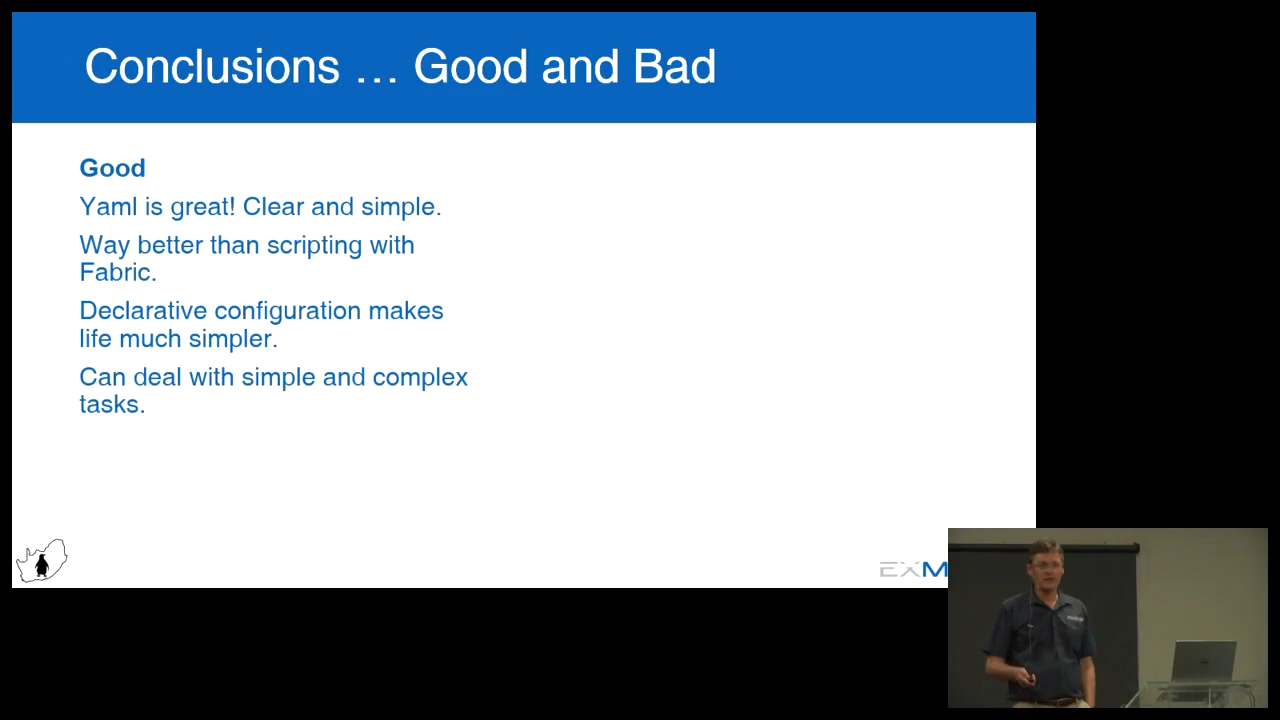 Conclusions … Good and Bad
Good
Yaml is great! Clear and simple.
Way better than scripting with
Fabric.
Declarative configuration makes
life much simpler.
Can deal with simple and complex
tasks.
EXM